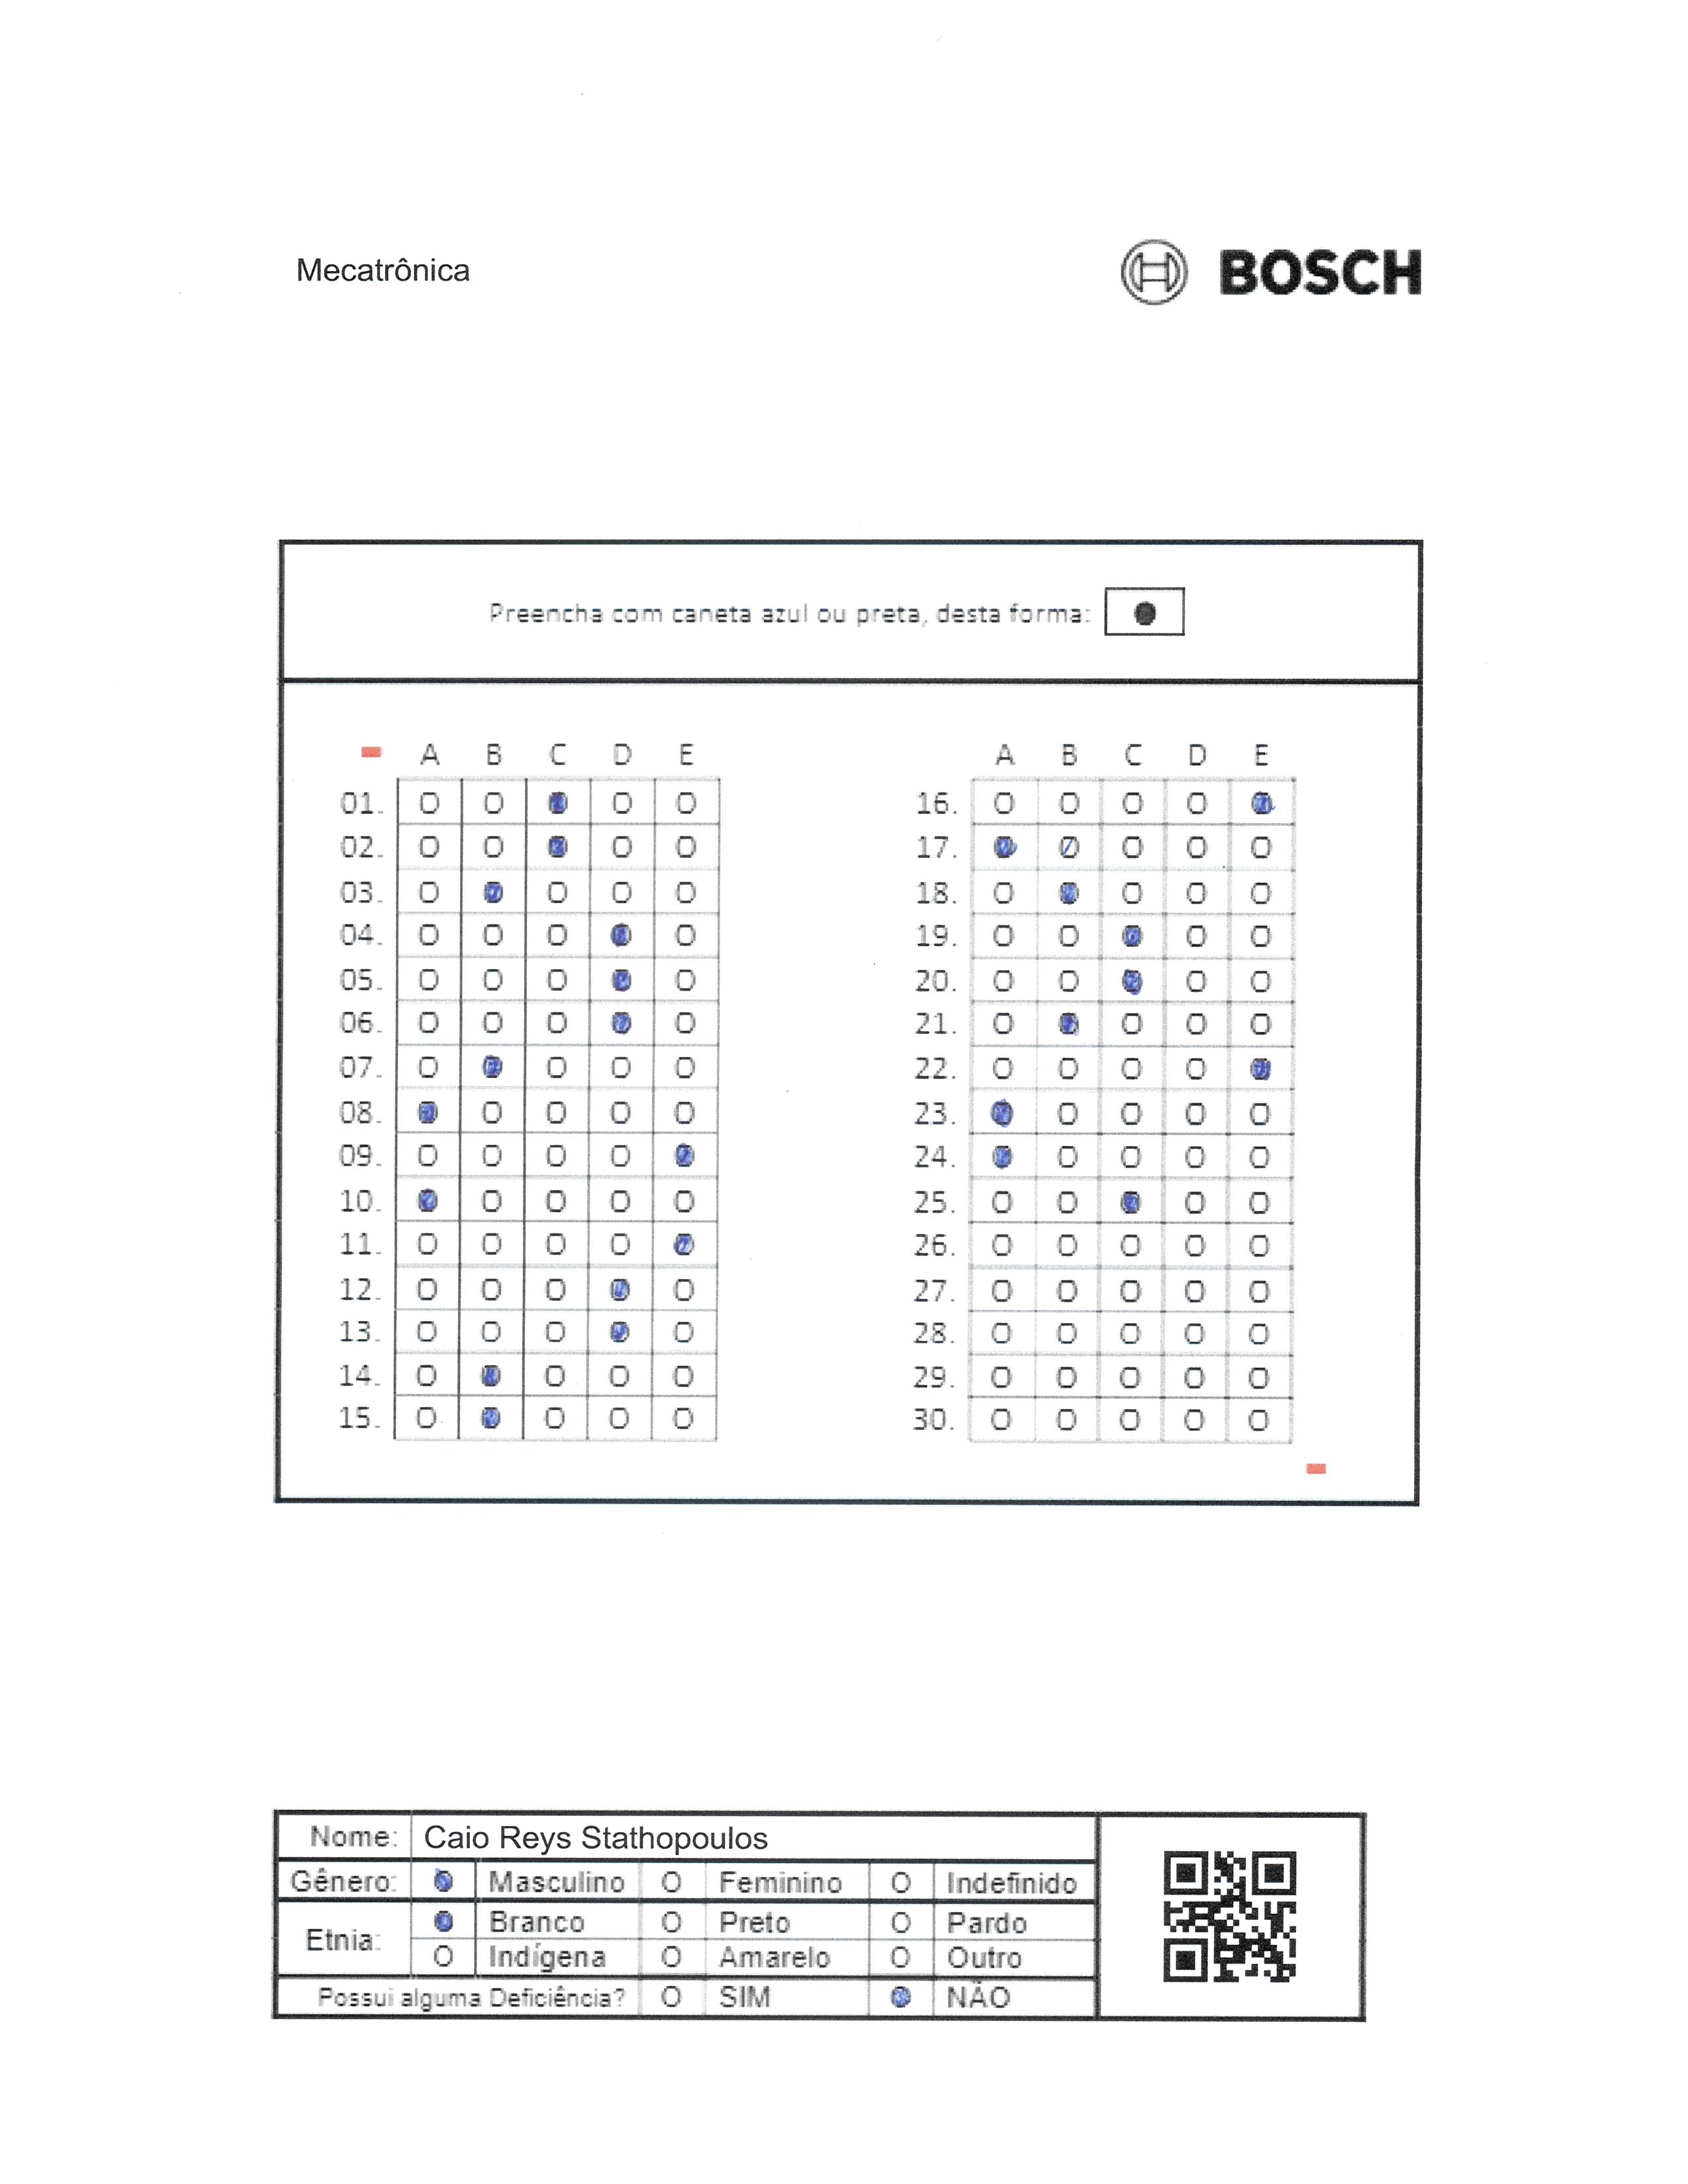 Mecatrônica
BOSCH
Preencha com caneta azul ou preta, desta forma:
A B C D E
01. O O O O O
02. O O O O O
03. O O O O O
04. O O O O O
05. O O O O O
06. O O O O O
07. O O O O O
08. O O O O O
09. O O O O O
10. O O O O O
11. O O O O O
12. O O O O O
13. O O O O O
14. O O O O O
15. O O O O O
A B C D E
16. O O O O O
17. O O O O O
18. O O O O O
19. O O O O O
20. O O O O O
21. O O O O O
22. O O O O O
23. O O O O O
24. O O O O O
25. O O O O O
26. O O O O O
27. O O O O O
28. O O O O O
29. O O O O O
30. O O O O O
Nome: Caio Reys Stathopoulos
Gênero: O Masculino O Feminino O Indefinido
Etnia: O Branco O Preto O Pardo
O Indígena O Amarelo O Outro
Possui alguma Deficiência? O SIM O NÃO